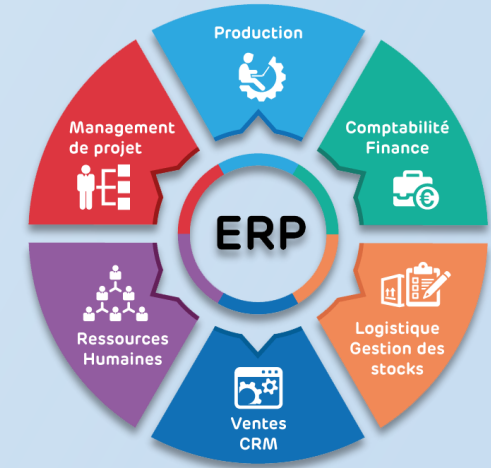 Production
Management
de projet
Comptabilité
Finance
ERP
Ressources
Humaines
Logistique
Gestion des
stocks
Ventes
CRM